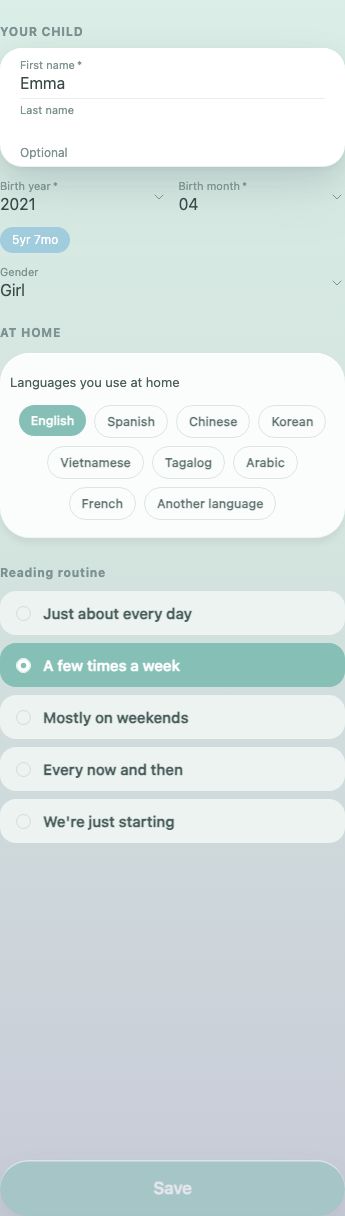 YOUR CHILD
First name *
Emma
Last name
Optional
Birth year * Birth month *
2021 04
5yr 7mo
Gender
Girl
AT HOME
Languages you use at home
English Spanish Chinese Korean
Vietnamese Tagalog Arabic
French Another language
Reading routine
Just about every day
A few times a week
Mostly on weekends
Every now and then
We're just starting
Save